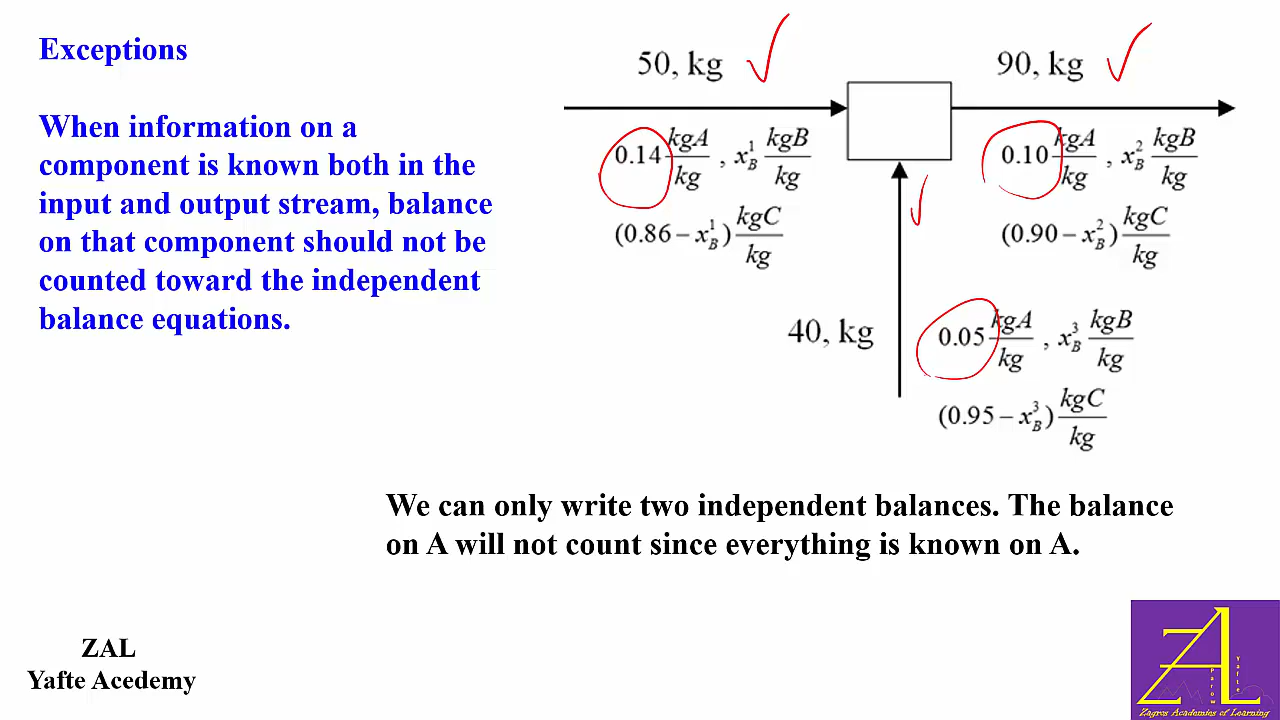 Exceptions
When information on a
component is known both in the
input and output stream, balance
on that component should not be
counted toward the independent
balance equations.
50, kg
90, kg
0.14 kgA/kg , x_B^1 kgB/kg
(0.86 − x_B^1) kgC/kg
0.10 kgA/kg , x_B^2 kgB/kg
(0.90 − x_B^2) kgC/kg
40, kg
0.05 kgA/kg , x_B^3 kgB/kg
(0.95 − x_B^3) kgC/kg
We can only write two independent balances. The balance
on A will not count since everything is known on A.
ZAL
Yafte Acedemy
ZAL
Yafte
Zagros Academies of Learning